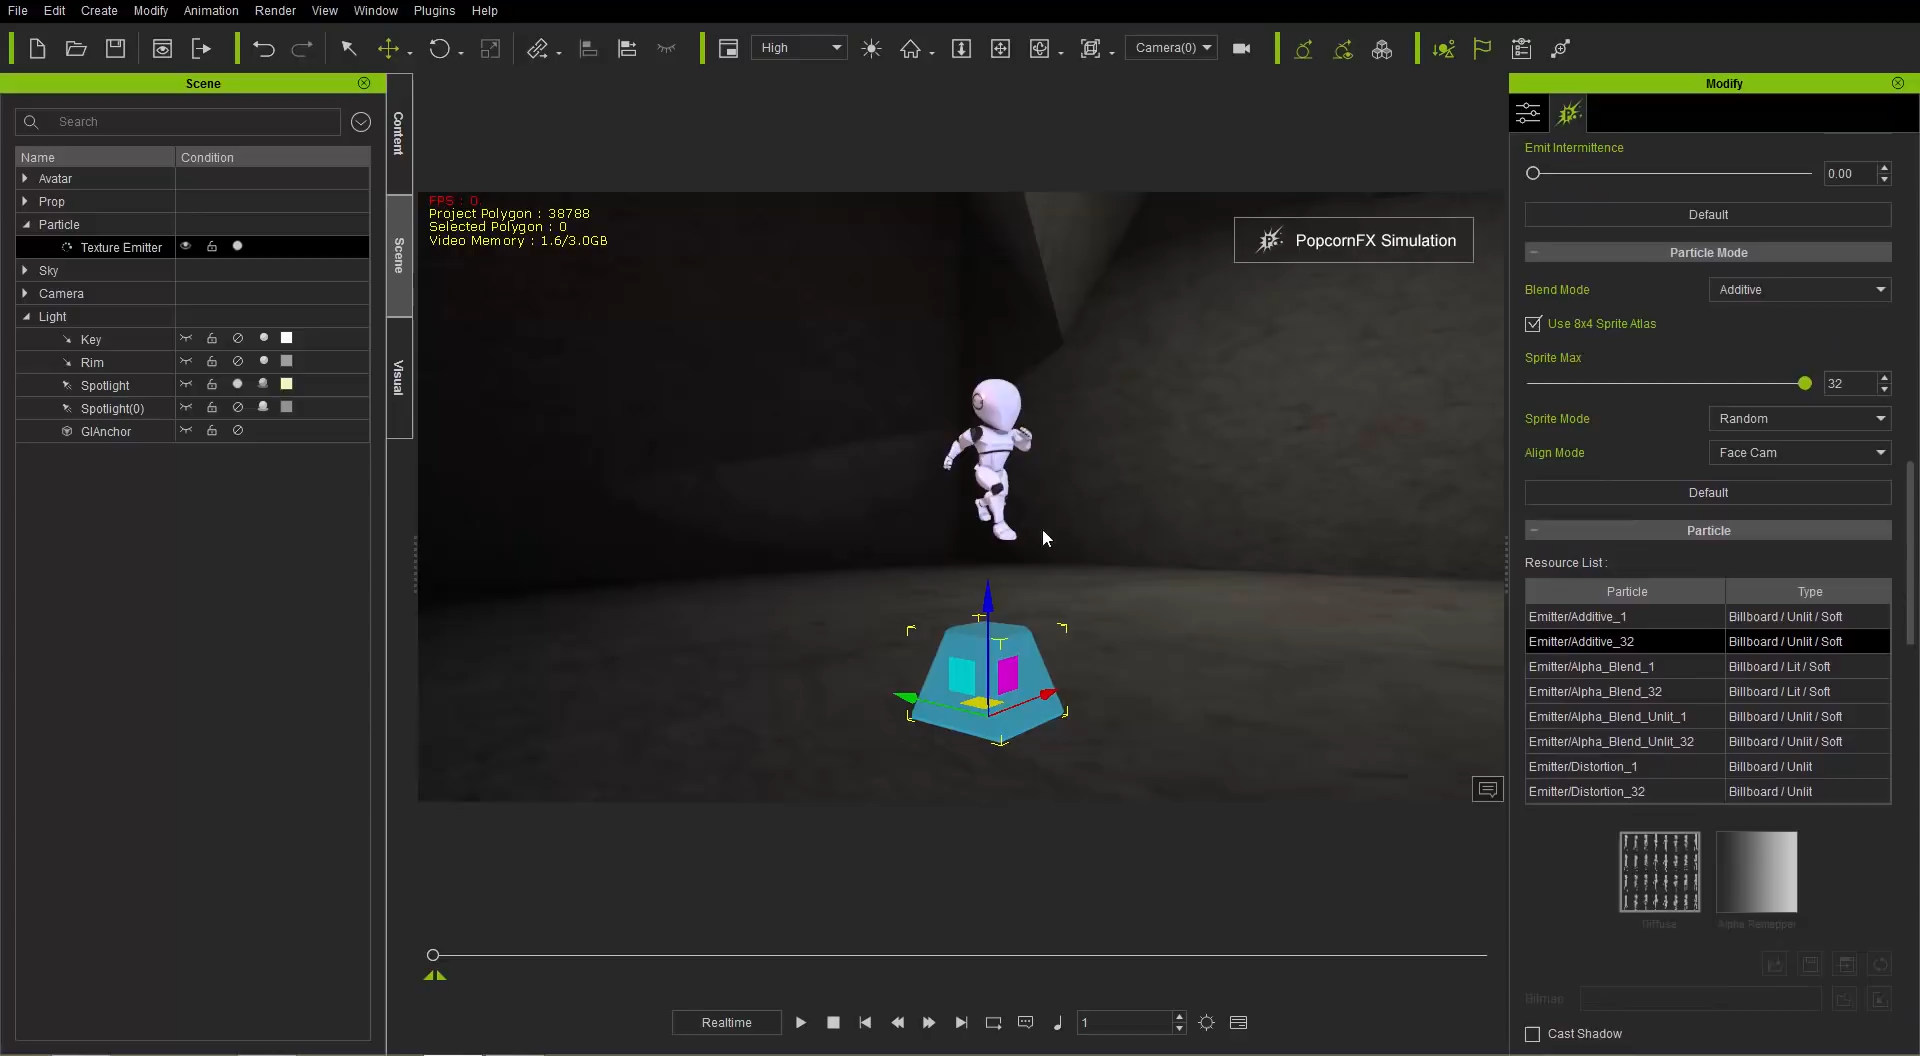 File Edit Create Modify Animation Render View Window Plugins Help
High
Camera(0)
Scene
Search
Name Condition
Avatar
Prop
Particle
Texture Emitter
Sky
Camera
Light
Key
Rim
Spotlight
Spotlight(0)
GIAnchor
Content
Scene
Visual
FPS : 0.
Project Polygon : 38788
Selected Polygon : 0
Video Memory : 1.6/3.0GB
PopcornFX Simulation
Realtime
1
Modify
Emit Intermittence
0.00
Default
Particle Mode
Blend Mode Additive
Use 8x4 Sprite Atlas
Sprite Max
32
Sprite Mode Random
Align Mode Face Cam
Default
Particle
Resource List :
Particle Type
Emitter/Additive_1 Billboard / Unlit / Soft
Emitter/Additive_32 Billboard / Unlit / Soft
Emitter/Alpha_Blend_1 Billboard / Lit / Soft
Emitter/Alpha_Blend_32 Billboard / Lit / Soft
Emitter/Alpha_Blend_Unlit_1 Billboard / Unlit / Soft
Emitter/Alpha_Blend_Unlit_32 Billboard / Unlit / Soft
Emitter/Distortion_1 Billboard / Unlit
Emitter/Distortion_32 Billboard / Unlit
Diffuse Alpha Remapper
Bitmap
Cast Shadow